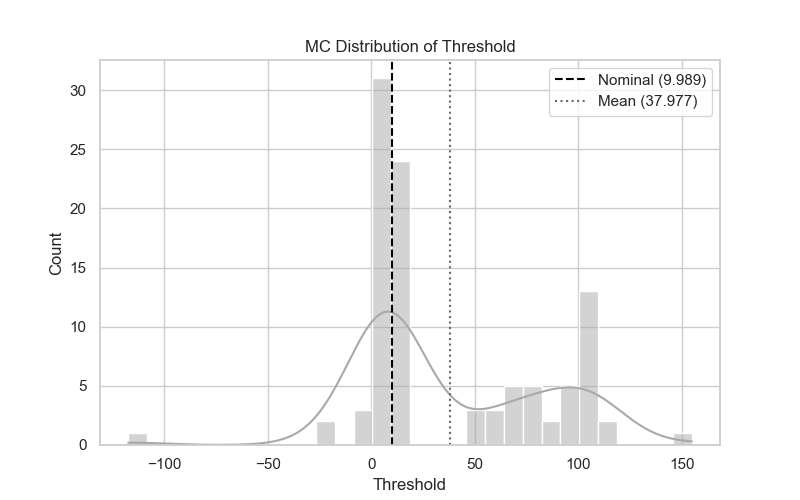 MC Distribution of Threshold
Nominal (9.989)
Mean (37.977)
30
25
20
15
10
5
0
Count
−100
−50
0
50
100
150
Threshold